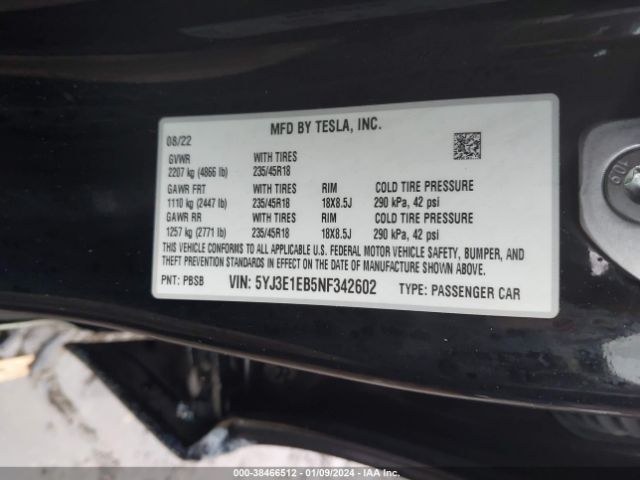 MFD BY TESLA, INC.
08/22
GVWR WITH TIRES
2207 kg (4866 lb) 235/45R18
GAWR FRT WITH TIRES RIM COLD TIRE PRESSURE
1110 kg (2447 lb) 235/45R18 18X8.5J 290 kPa, 42 psi
GAWR RR WITH TIRES RIM COLD TIRE PRESSURE
1257 kg (2771 lb) 235/45R18 18X8.5J 290 kPa, 42 psi
THIS VEHICLE CONFORMS TO ALL APPLICABLE U.S. FEDERAL MOTOR VEHICLE SAFETY, BUMPER, AND
THEFT PREVENTION STANDARDS IN EFFECT ON THE DATE OF MANUFACTURE SHOWN ABOVE.
PNT: PBSB VIN: 5YJ3E1EB5NF342602 TYPE: PASSENGER CAR
10.9
000-38466512 - 01/09/2024 - IAAI.COM